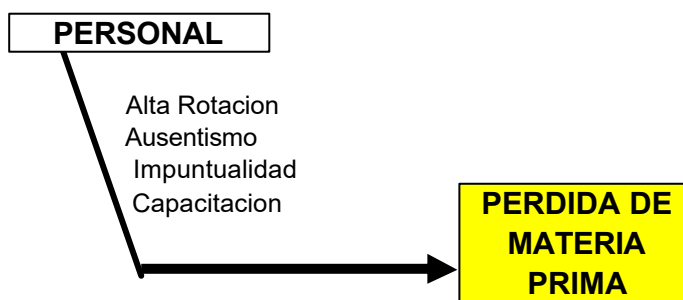 PERSONAL
Alta Rotacion
Ausentismo
Impuntualidad
Capacitacion
PERDIDA DE
MATERIA
PRIMA